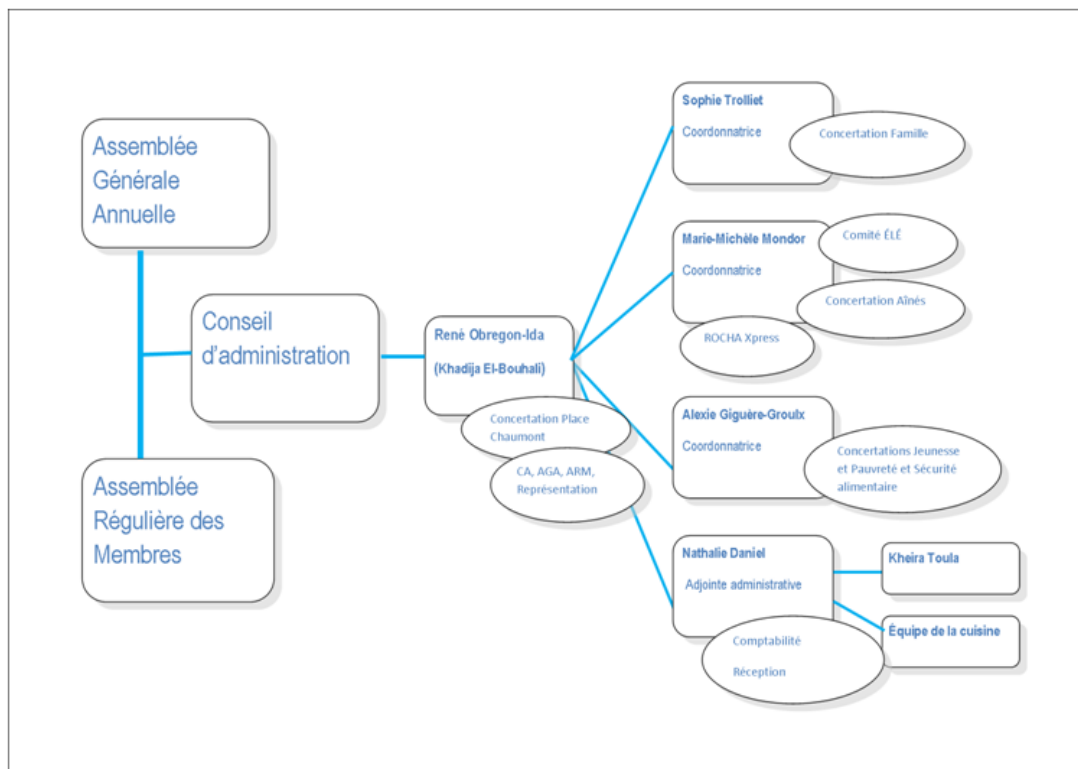 Assemblée
Générale
Annuelle
Conseil
d'administration
Assemblée
Régulière des
Membres
René Obregon-Ida
(Khadija El-Bouhali)
Concertation Place
Chaumont
CA, AGA, ARM,
Représentation
Sophie Trolliet
Coordonnatrice
Concertation Famille
Marie-Michèle Mondor
Coordonnatrice
Comité ÉLÉ
Concertation Aînés
ROCHA Xpress
Alexie Giguère-Groulx
Coordonnatrice
Concertations Jeunesse
et Pauvreté et Sécurité
alimentaire
Nathalie Daniel
Adjointe administrative
Comptabilité
Réception
Kheira Toula
Équipe de la cuisine